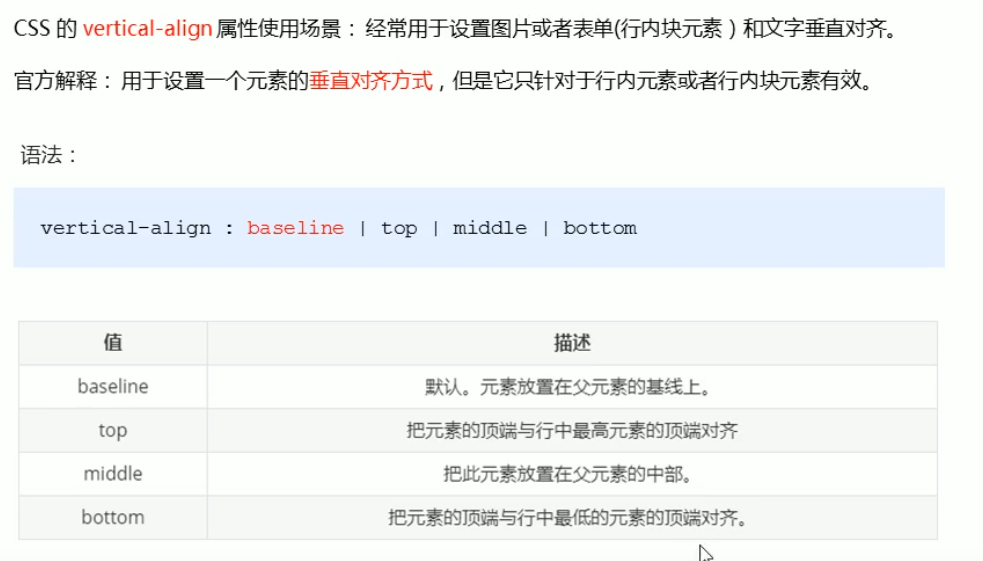 CSS 的 vertical-align 属性使用场景： 经常用于设置图片或者表单(行内块元素）和文字垂直对齐。
官方解释： 用于设置一个元素的垂直对齐方式，但是它只针对于行内元素或者行内块元素有效。
语法：
vertical-align : baseline | top | middle | bottom
值 描述
baseline 默认。元素放置在父元素的基线上。
top 把元素的顶端与行中最高元素的顶端对齐
middle 把此元素放置在父元素的中部。
bottom 把元素的顶端与行中最低的元素的顶端对齐。